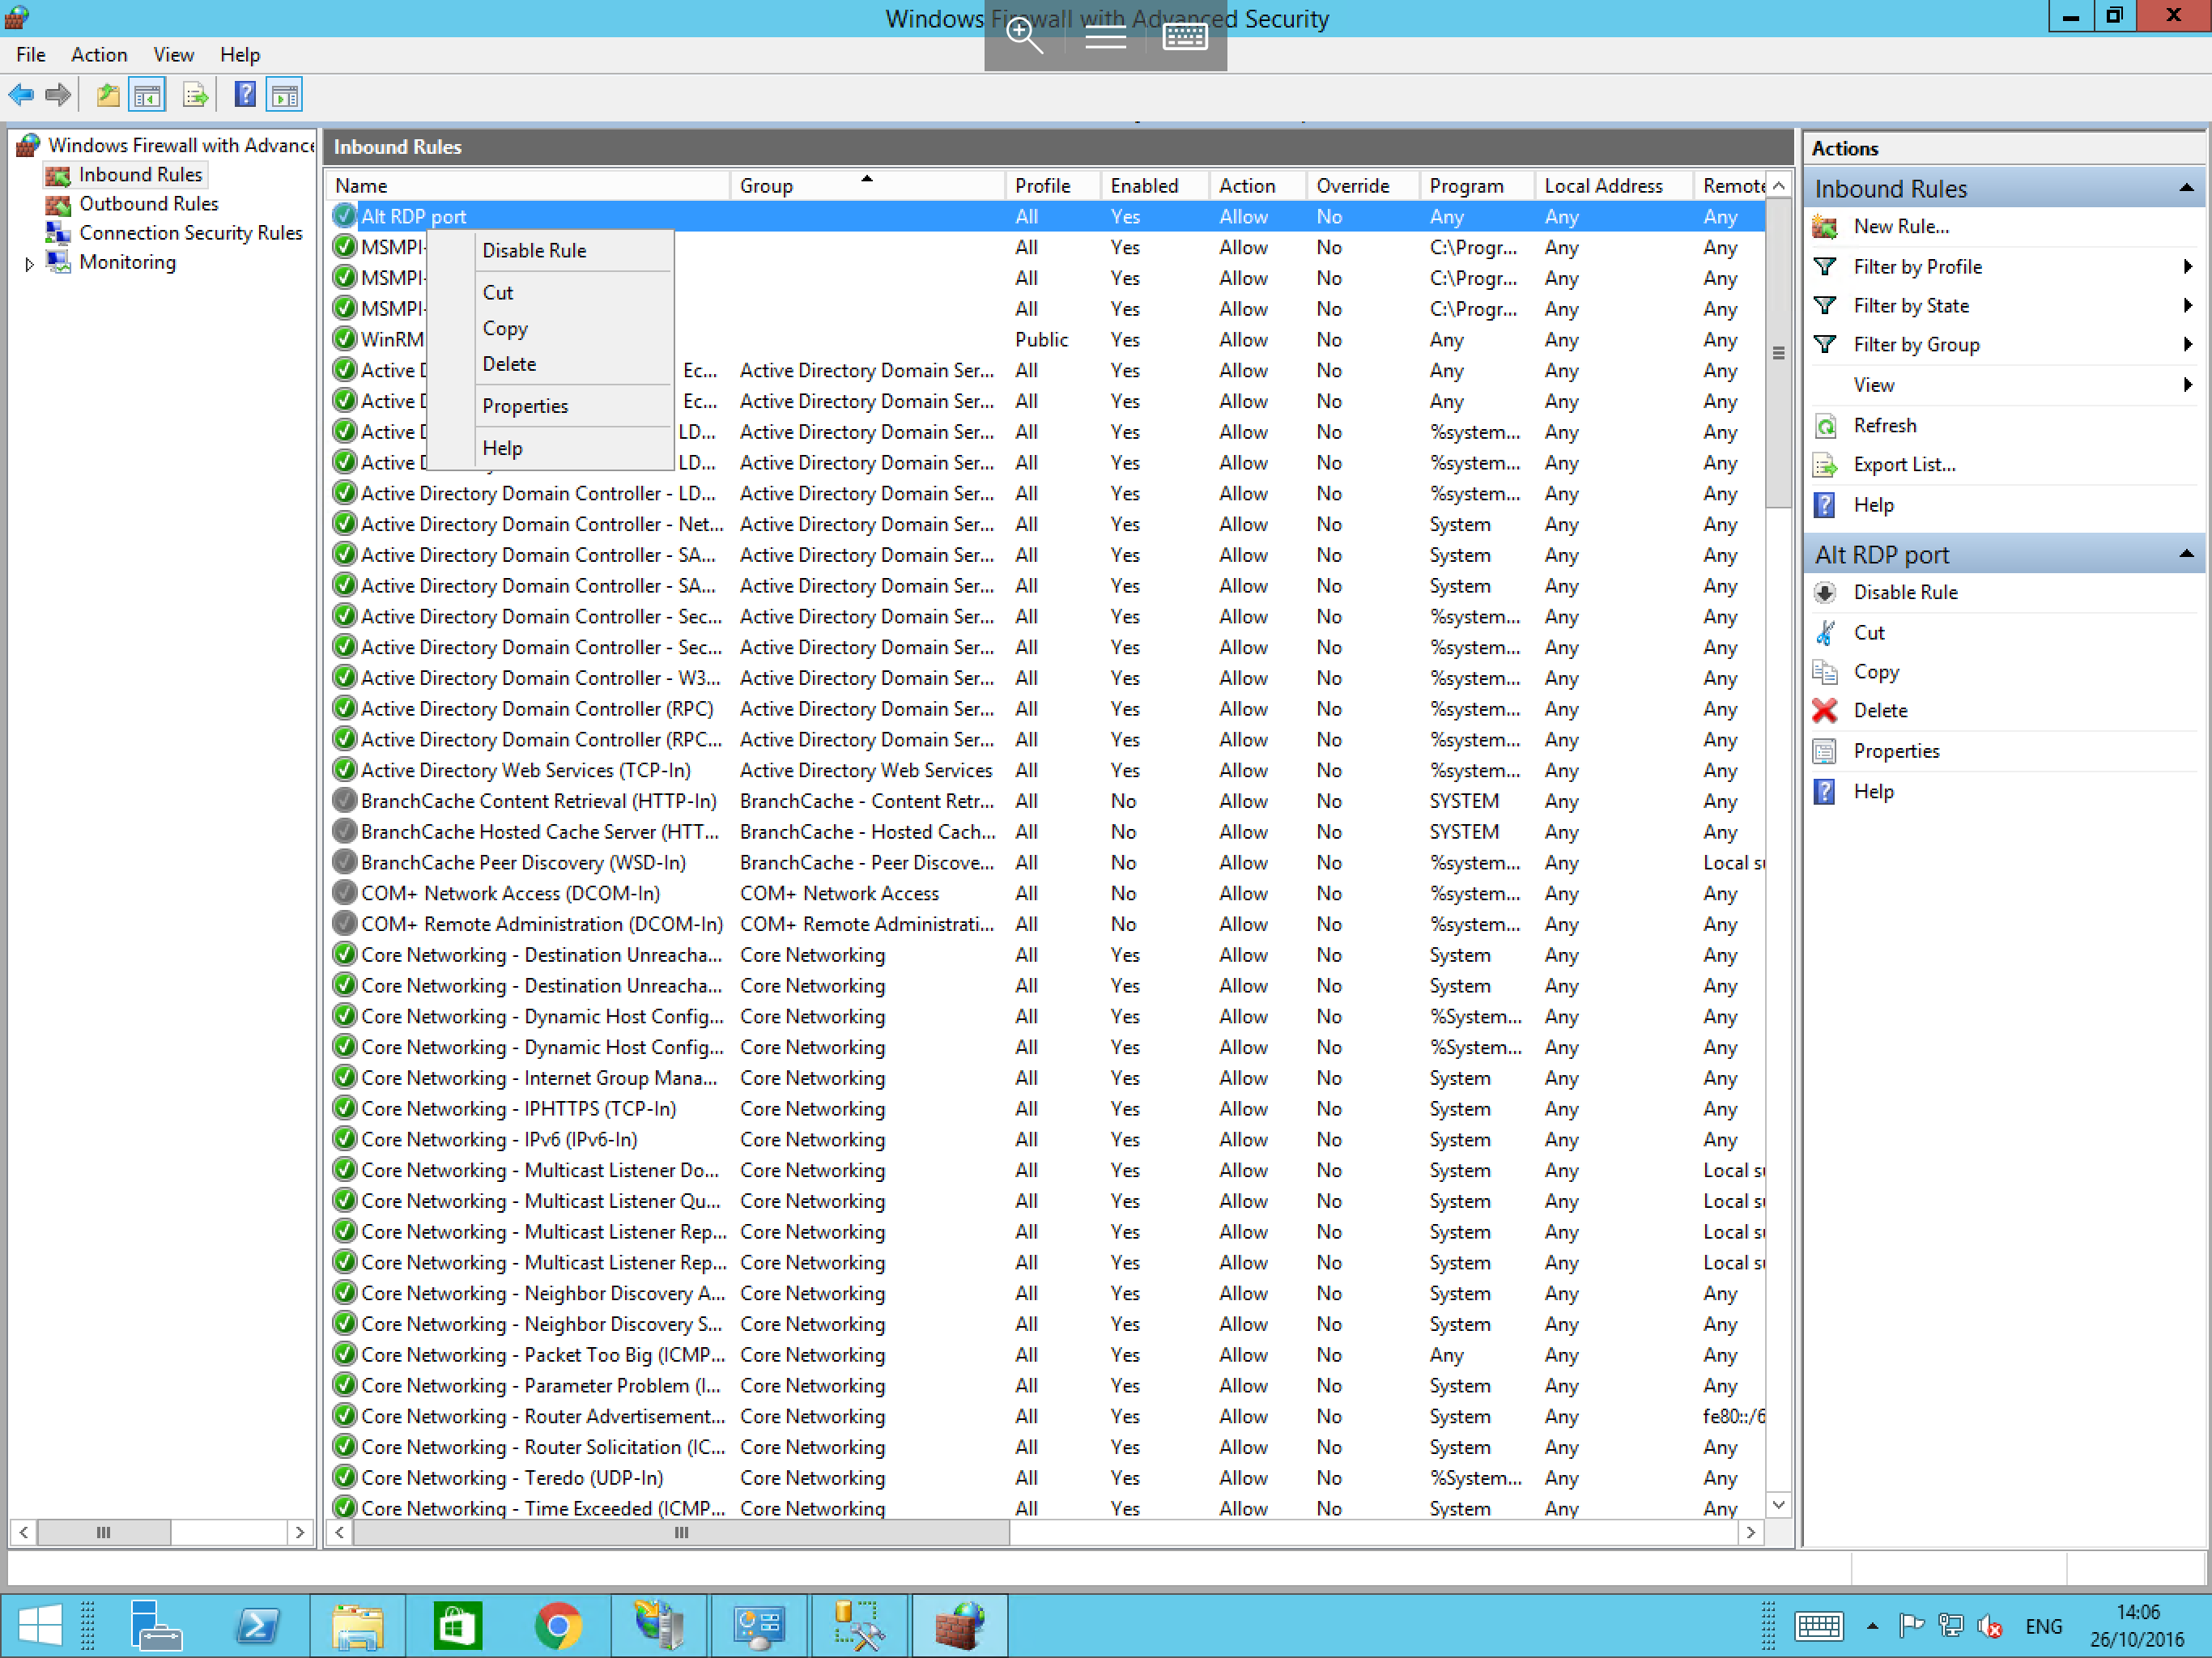 Windows Firewall with Advanced Security
File Action View Help
Windows Firewall with Advance
Inbound Rules
Outbound Rules
Connection Security Rules
Monitoring
Inbound Rules
Name Group Profile Enabled Action Override Program Local Address Remote
Alt RDP port All Yes Allow No Any Any Any
MSMPI- All Yes Allow No C:\Progr... Any Any
MSMPI- All Yes Allow No C:\Progr... Any Any
MSMPI- All Yes Allow No C:\Progr... Any Any
WinRM Public Yes Allow No Any Any Any
Active D Ec... Active Directory Domain Ser... All Yes Allow No Any Any Any
Active D Ec... Active Directory Domain Ser... All Yes Allow No Any Any Any
Active D LD... Active Directory Domain Ser... All Yes Allow No %system... Any Any
Active D LD... Active Directory Domain Ser... All Yes Allow No %system... Any Any
Active Directory Domain Controller - LD... Active Directory Domain Ser... All Yes Allow No %system... Any Any
Active Directory Domain Controller - Net... Active Directory Domain Ser... All Yes Allow No System Any Any
Active Directory Domain Controller - SA... Active Directory Domain Ser... All Yes Allow No System Any Any
Active Directory Domain Controller - SA... Active Directory Domain Ser... All Yes Allow No System Any Any
Active Directory Domain Controller - Sec... Active Directory Domain Ser... All Yes Allow No %system... Any Any
Active Directory Domain Controller - Sec... Active Directory Domain Ser... All Yes Allow No %system... Any Any
Active Directory Domain Controller - W3... Active Directory Domain Ser... All Yes Allow No %system... Any Any
Active Directory Domain Controller (RPC) Active Directory Domain Ser... All Yes Allow No %system... Any Any
Active Directory Domain Controller (RPC... Active Directory Domain Ser... All Yes Allow No %system... Any Any
Active Directory Web Services (TCP-In) Active Directory Web Services All Yes Allow No %system... Any Any
BranchCache Content Retrieval (HTTP-In) BranchCache - Content Retr... All No Allow No SYSTEM Any Any
BranchCache Hosted Cache Server (HTT... BranchCache - Hosted Cach... All No Allow No SYSTEM Any Any
BranchCache Peer Discovery (WSD-In) BranchCache - Peer Discove... All No Allow No %system... Any Local su
COM+ Network Access (DCOM-In) COM+ Network Access All No Allow No %system... Any Any
COM+ Remote Administration (DCOM-In) COM+ Remote Administrati... All No Allow No %system... Any Any
Core Networking - Destination Unreacha... Core Networking All Yes Allow No System Any Any
Core Networking - Destination Unreacha... Core Networking All Yes Allow No System Any Any
Core Networking - Dynamic Host Config... Core Networking All Yes Allow No %System... Any Any
Core Networking - Dynamic Host Config... Core Networking All Yes Allow No %System... Any Any
Core Networking - Internet Group Mana... Core Networking All Yes Allow No System Any Any
Core Networking - IPHTTPS (TCP-In) Core Networking All Yes Allow No System Any Any
Core Networking - IPv6 (IPv6-In) Core Networking All Yes Allow No System Any Any
Core Networking - Multicast Listener Do... Core Networking All Yes Allow No System Any Local su
Core Networking - Multicast Listener Qu... Core Networking All Yes Allow No System Any Local su
Core Networking - Multicast Listener Rep... Core Networking All Yes Allow No System Any Local su
Core Networking - Multicast Listener Rep... Core Networking All Yes Allow No System Any Local su
Core Networking - Neighbor Discovery A... Core Networking All Yes Allow No System Any Any
Core Networking - Neighbor Discovery S... Core Networking All Yes Allow No System Any Any
Core Networking - Packet Too Big (ICMP... Core Networking All Yes Allow No Any Any Any
Core Networking - Parameter Problem (I... Core Networking All Yes Allow No System Any Any
Core Networking - Router Advertisement... Core Networking All Yes Allow No System Any fe80::/6
Core Networking - Router Solicitation (IC... Core Networking All Yes Allow No System Any Any
Core Networking - Teredo (UDP-In) Core Networking All Yes Allow No %System... Any Any
Core Networking - Time Exceeded (ICMP... Core Networking All Yes Allow No System Any Any
Disable Rule
Cut
Copy
Delete
Properties
Help
Actions
Inbound Rules
New Rule...
Filter by Profile
Filter by State
Filter by Group
View
Refresh
Export List...
Help
Alt RDP port
Disable Rule
Cut
Copy
Delete
Properties
Help
ENG
14:06
26/10/2016